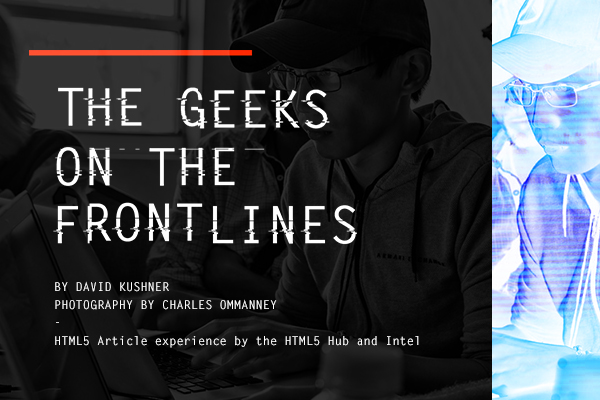 THE GEEKS
ON THE
FRONTLINES
BY DAVID KUSHNER
PHOTOGRAPHY BY CHARLES OMMANNEY
-
HTML5 Article experience by the HTML5 Hub and Intel